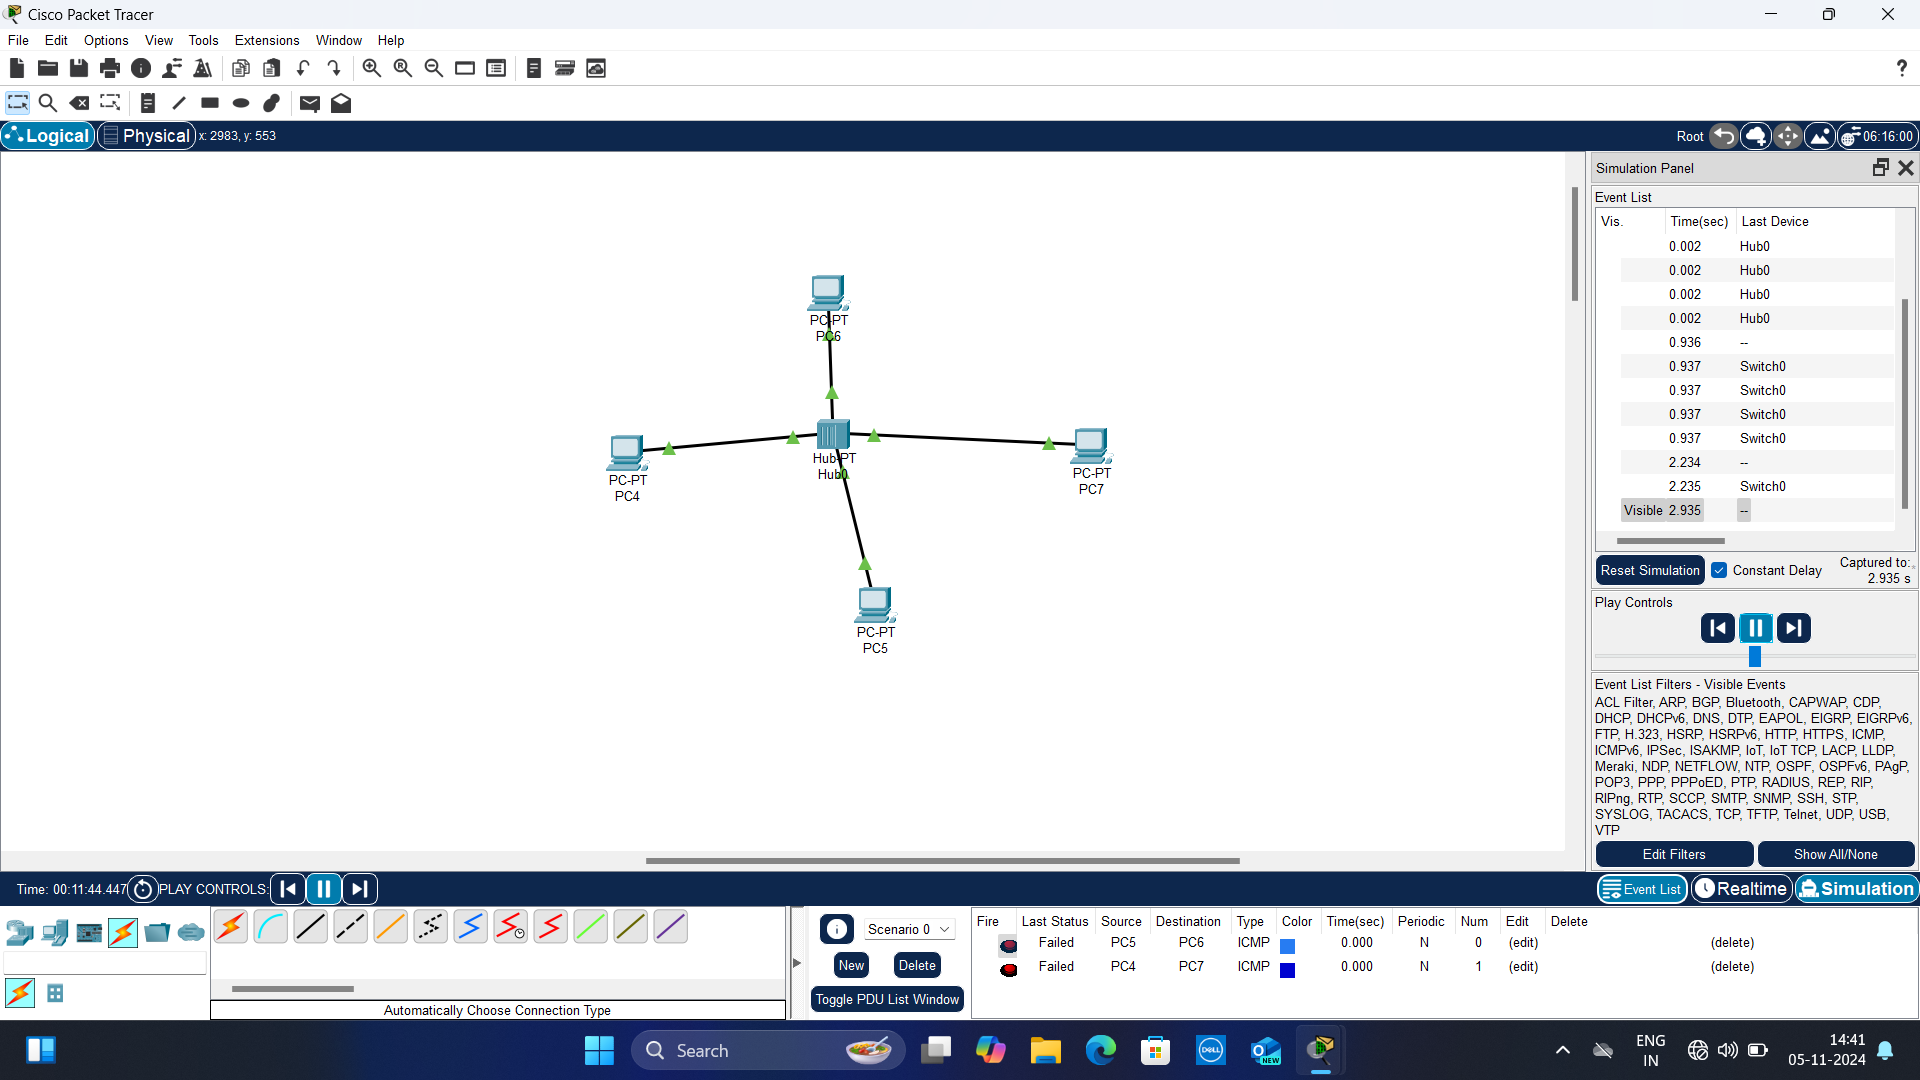 Cisco Packet Tracer
File Edit Options View Tools Extensions Window Help
?
Logical Physical x: 2983, y: 553 Root 06:16:00
Simulation Panel
Event List
Vis. Time(sec) Last Device
0.002 Hub0
0.002 Hub0
0.002 Hub0
0.002 Hub0
0.936 --
0.937 Switch0
0.937 Switch0
0.937 Switch0
0.937 Switch0
2.234 --
2.235 Switch0
Visible 2.935 --
Reset Simulation Constant Delay Captured to:
2.935 s
Play Controls
Event List Filters - Visible Events
ACL Filter, ARP, BGP, Bluetooth, CAPWAP, CDP,
DHCP, DHCPv6, DNS, DTP, EAPOL, EIGRP, EIGRPv6,
FTP, H.323, HSRP, HSRPv6, HTTP, HTTPS, ICMP,
ICMPv6, IPSec, ISAKMP, IoT, IoT TCP, LACP, LLDP,
Meraki, NDP, NETFLOW, NTP, OSPF, OSPFv6, PAgP,
POP3, PPP, PPPoED, PTP, RADIUS, REP, RIP,
RIPng, RTP, SCCP, SMTP, SNMP, SSH, STP,
SYSLOG, TACACS, TCP, TFTP, Telnet, UDP, USB,
VTP
Edit Filters Show All/None
PC-PT
PC6
Hub-PT
Hub0
PC-PT
PC4
PC-PT
PC7
PC-PT
PC5
Time: 00:11:44.447 PLAY CONTROLS: Event List Realtime Simulation
Automatically Choose Connection Type
Scenario 0
New Delete
Toggle PDU List Window
Fire Last Status Source Destination Type Color Time(sec) Periodic Num Edit Delete
Failed PC5 PC6 ICMP 0.000 N 0 (edit) (delete)
Failed PC4 PC7 ICMP 0.000 N 1 (edit) (delete)
Search
DELL
NEW
ENG
IN
14:41
05-11-2024